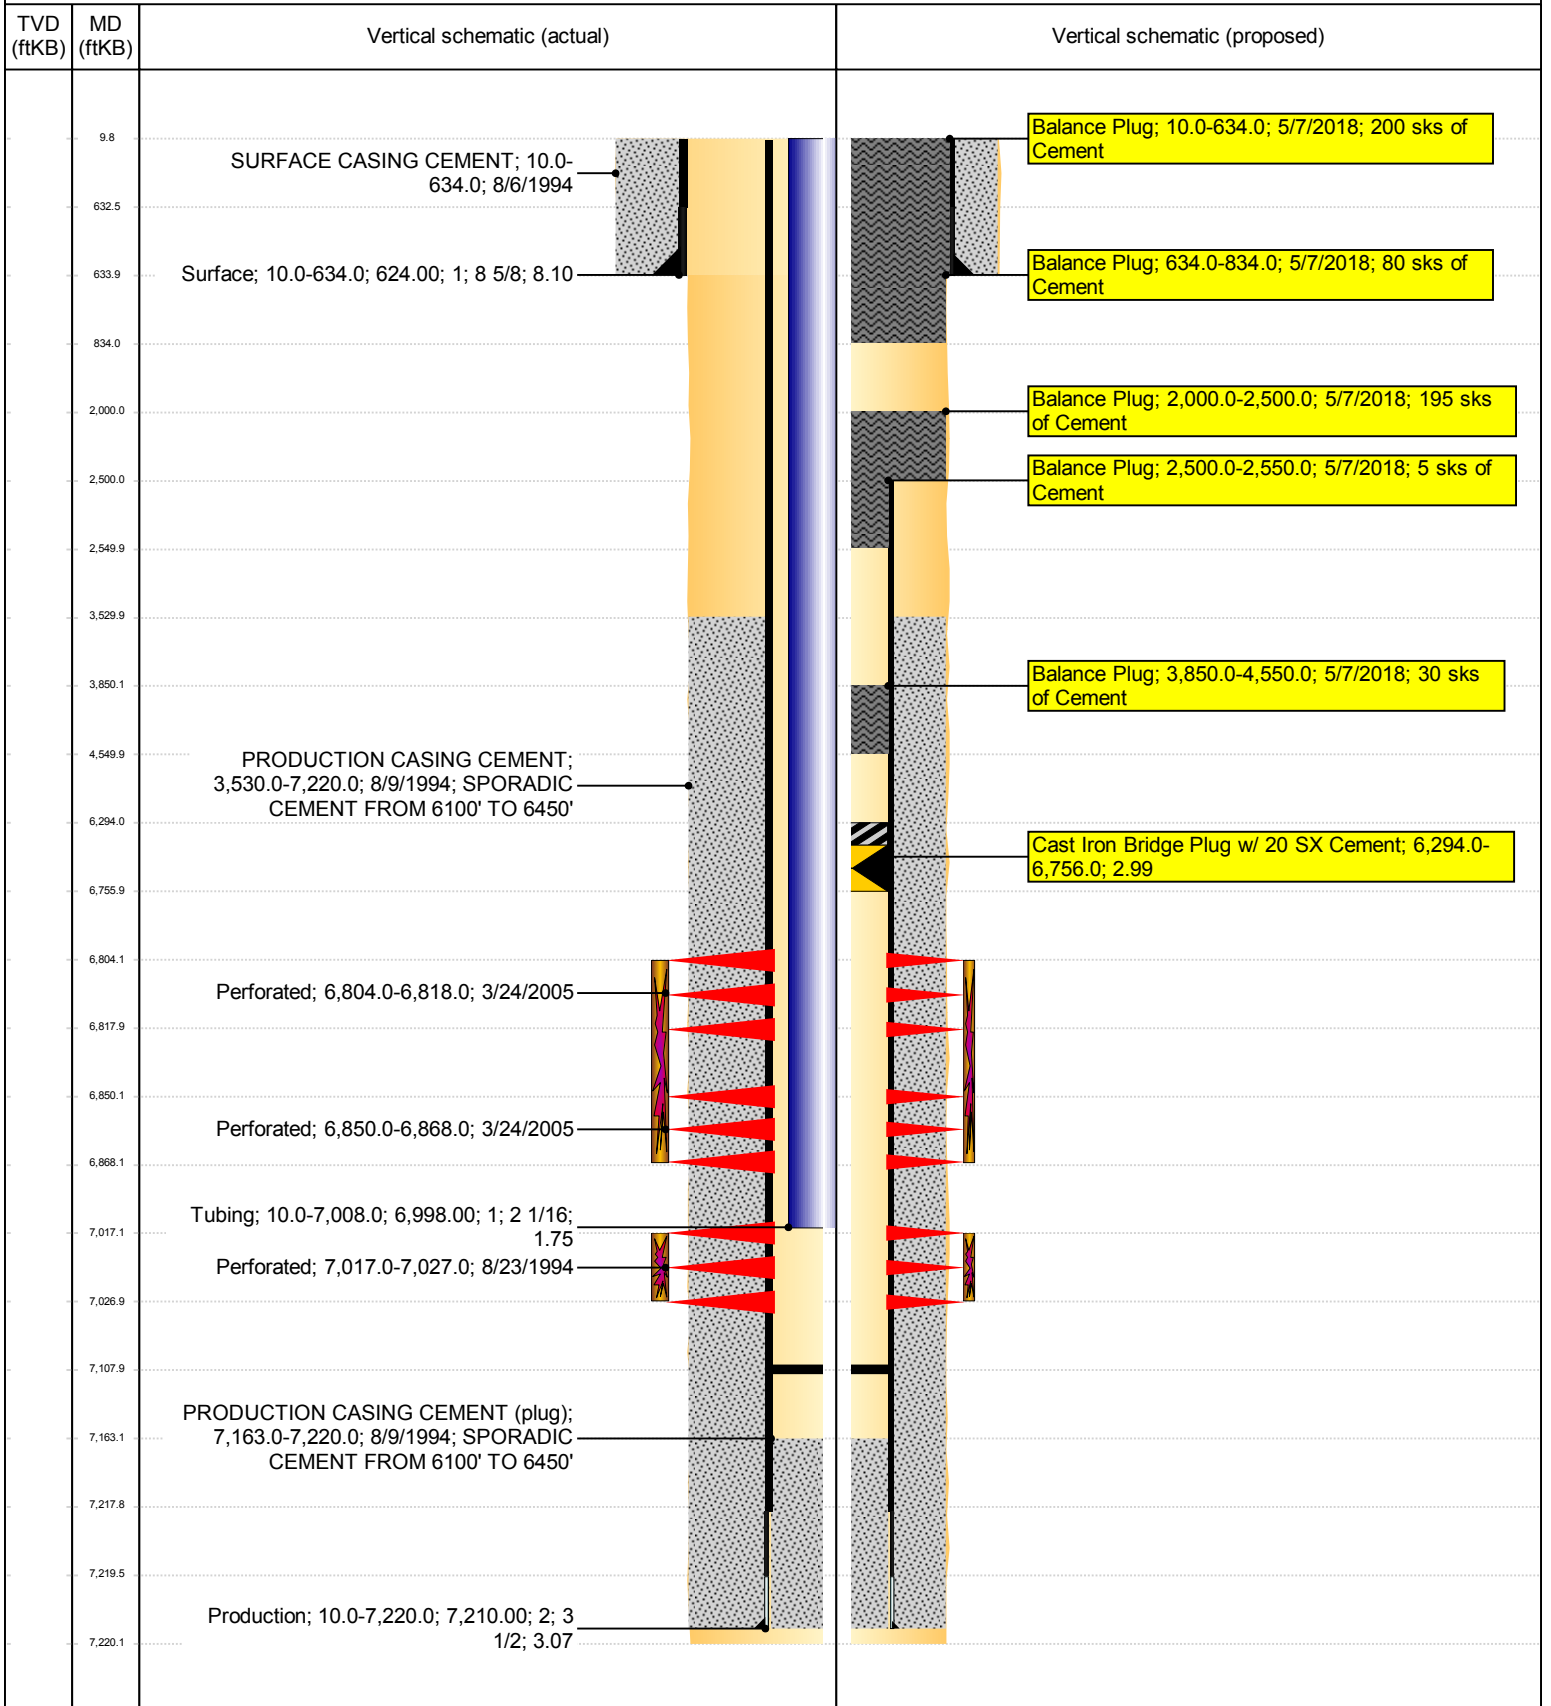 TVD
(ftKB)
MD
(ftKB)
Vertical schematic (actual)
Vertical schematic (proposed)
9.8
632.5
633.9
834.0
2,000.0
2,500.0
2,549.9
3,529.9
3,850.1
4,549.9
6,294.0
6,755.9
6,804.1
6,817.9
6,850.1
6,868.1
7,017.1
7,026.9
7,107.9
7,163.1
7,217.8
7,219.5
7,220.1
SURFACE CASING CEMENT; 10.0-
634.0; 8/6/1994
Surface; 10.0-634.0; 624.00; 1; 8 5/8; 8.10
PRODUCTION CASING CEMENT;
3,530.0-7,220.0; 8/9/1994; SPORADIC
CEMENT FROM 6100' TO 6450'
Perforated; 6,804.0-6,818.0; 3/24/2005
Perforated; 6,850.0-6,868.0; 3/24/2005
Tubing; 10.0-7,008.0; 6,998.00; 1; 2 1/16;
1.75
Perforated; 7,017.0-7,027.0; 8/23/1994
PRODUCTION CASING CEMENT (plug);
7,163.0-7,220.0; 8/9/1994; SPORADIC
CEMENT FROM 6100' TO 6450'
Production; 10.0-7,220.0; 7,210.00; 2; 3
1/2; 3.07
Balance Plug; 10.0-634.0; 5/7/2018; 200 sks of
Cement
Balance Plug; 634.0-834.0; 5/7/2018; 80 sks of
Cement
Balance Plug; 2,000.0-2,500.0; 5/7/2018; 195 sks
of Cement
Balance Plug; 2,500.0-2,550.0; 5/7/2018; 5 sks of
Cement
Balance Plug; 3,850.0-4,550.0; 5/7/2018; 30 sks
of Cement
Cast Iron Bridge Plug w/ 20 SX Cement; 6,294.0-
6,756.0; 2.99